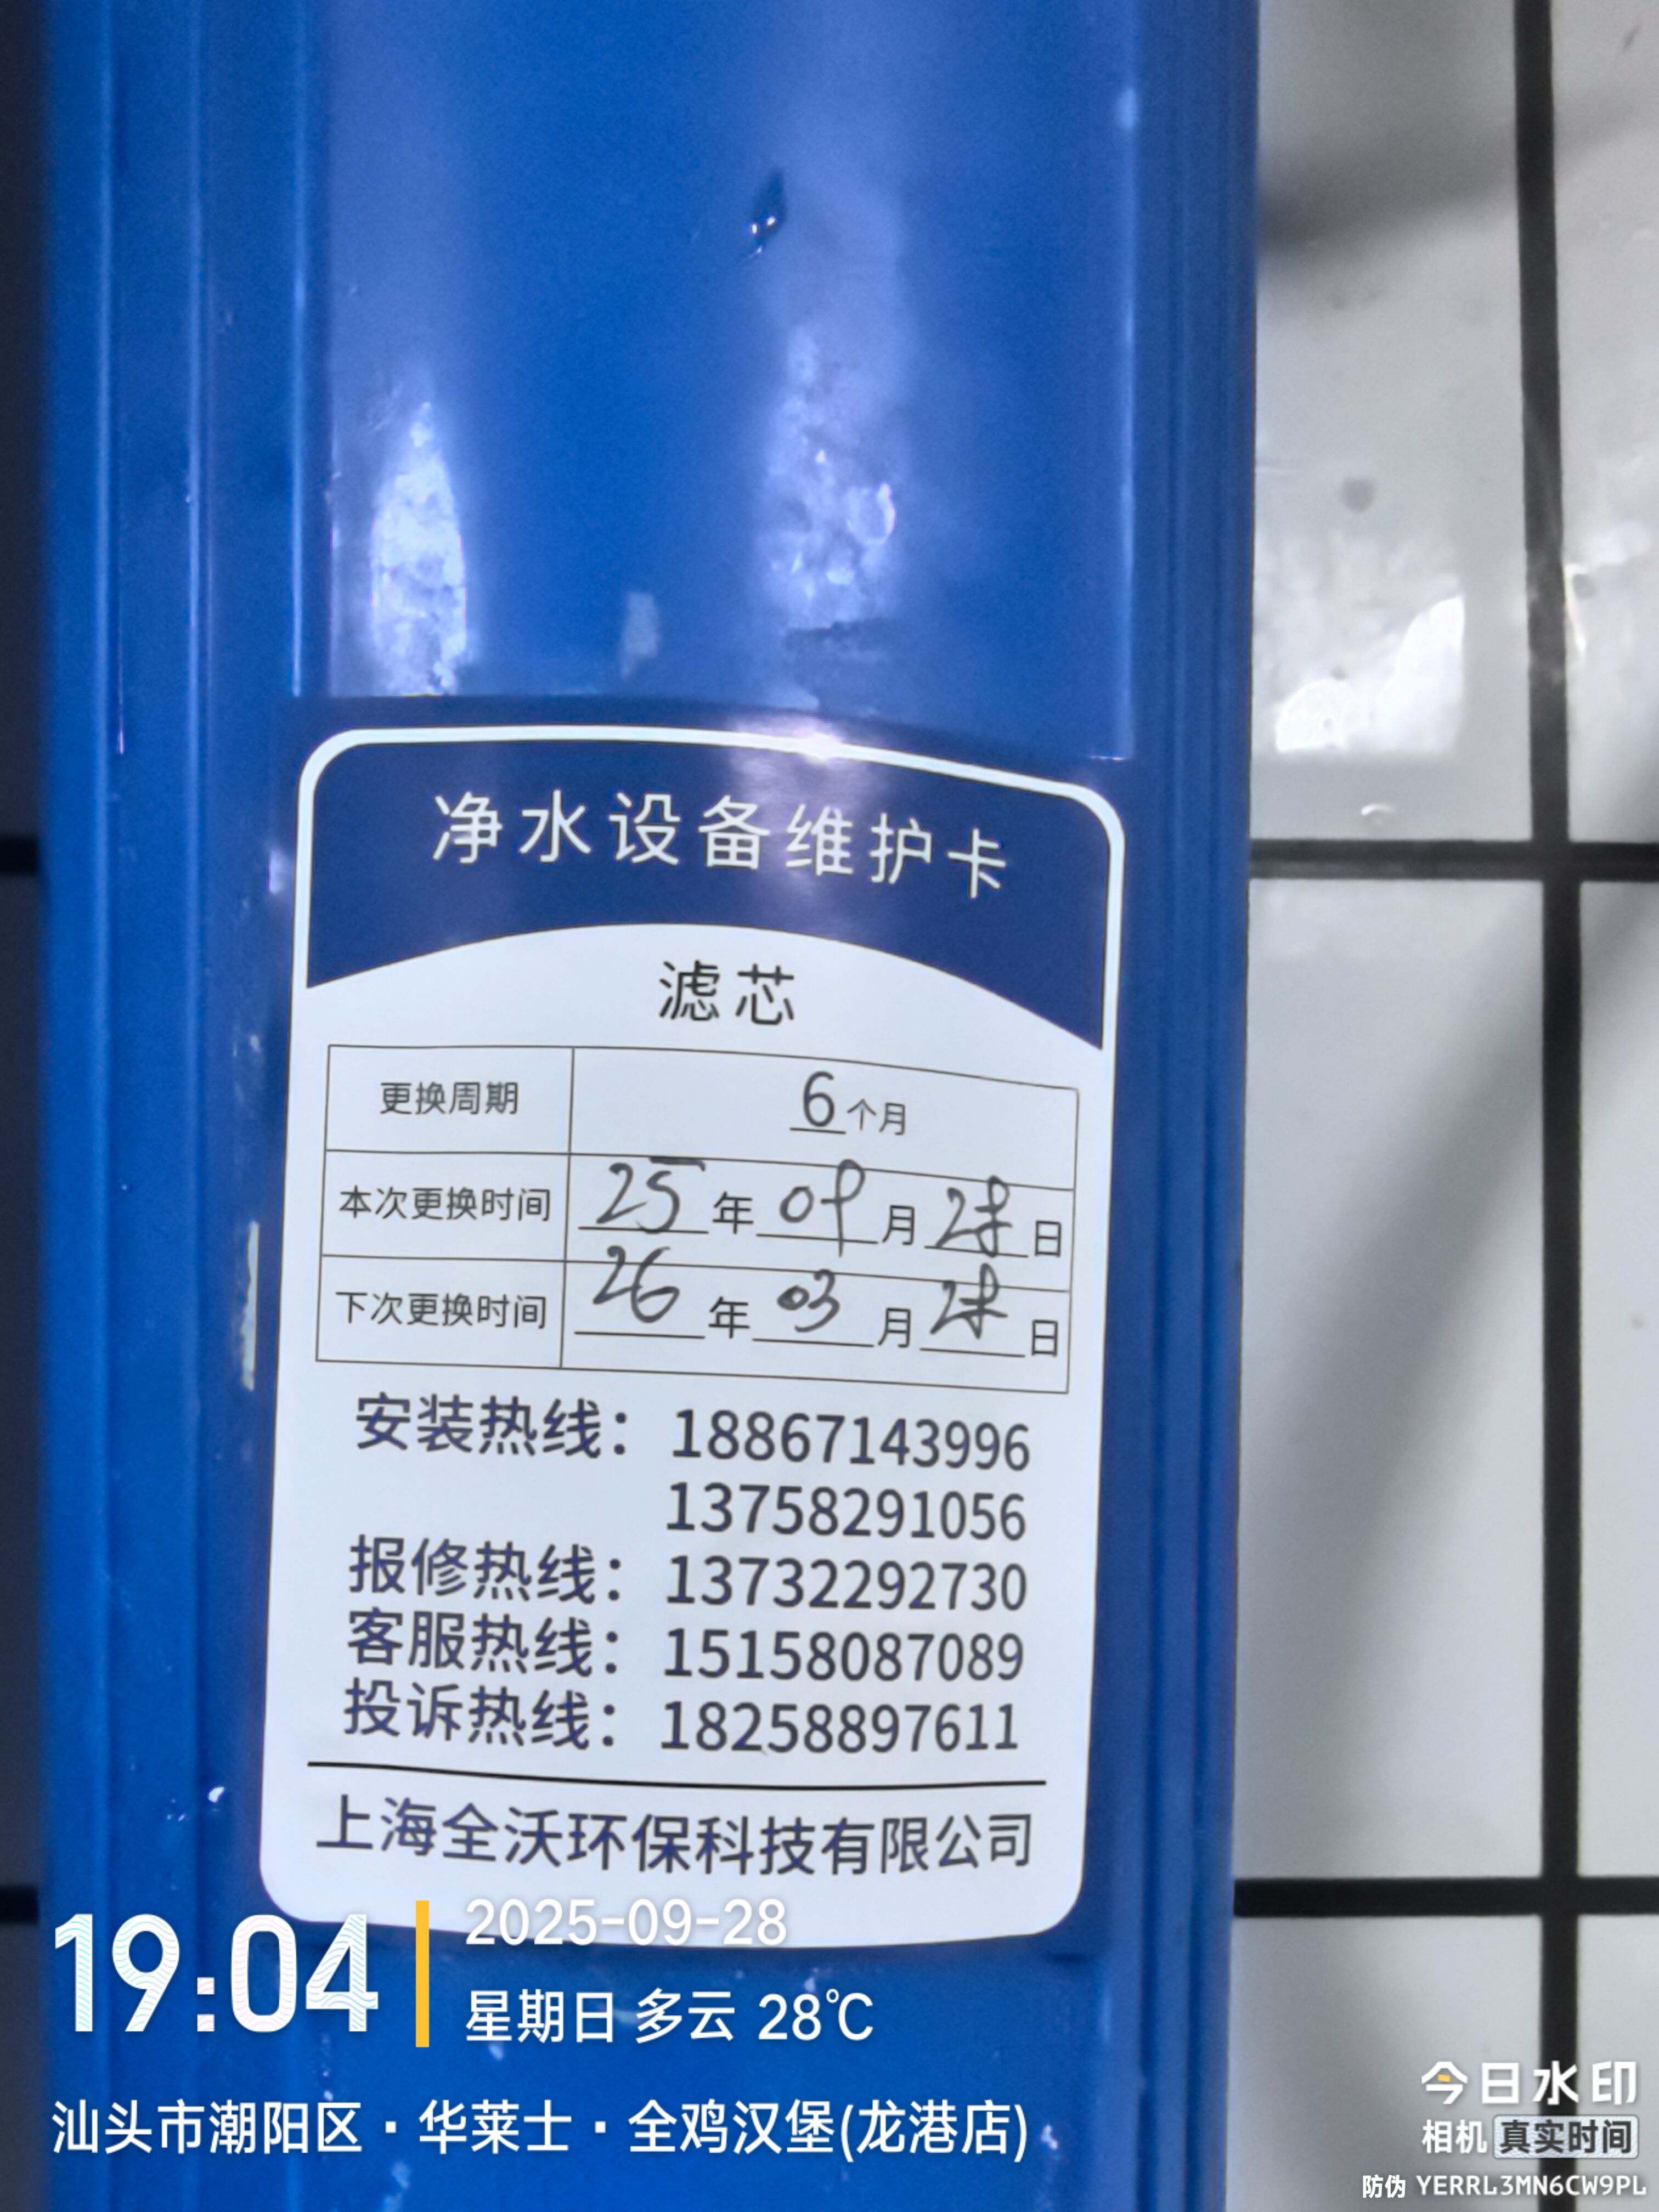 净水设备维护卡
滤芯
更换周期 6个月
本次更换时间 25年09月28日
下次更换时间 26年03月28日
安装热线：18867143996
13758291056
报修热线：13732292730
客服热线：15158087089
投诉热线：18258897611
上海全沃环保科技有限公司
19:04 2025-09-28
星期日 多云 28℃
汕头市潮阳区·华莱士·全鸡汉堡(龙港店)
今日水印
相机 真实时间
防伪 YERRL3MN6CW9PL